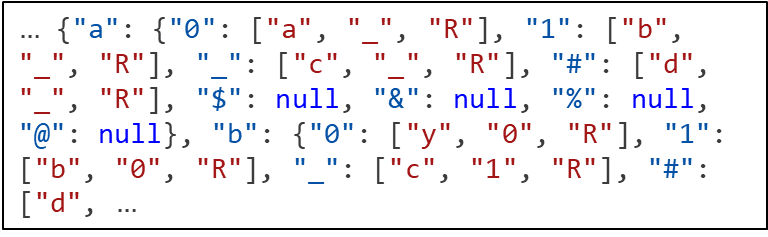 … {"a": {"0": ["a", "_", "R"], "1": ["b",
"_", "R"], "_": ["c", "_", "R"], "#": ["d",
"_", "R"], "$": null, "&": null, "%": null,
"@": null}, "b": {"0": ["y", "0", "R"], "1":
["b", "0", "R"], "_": ["c", "1", "R"], "#":
["d", …